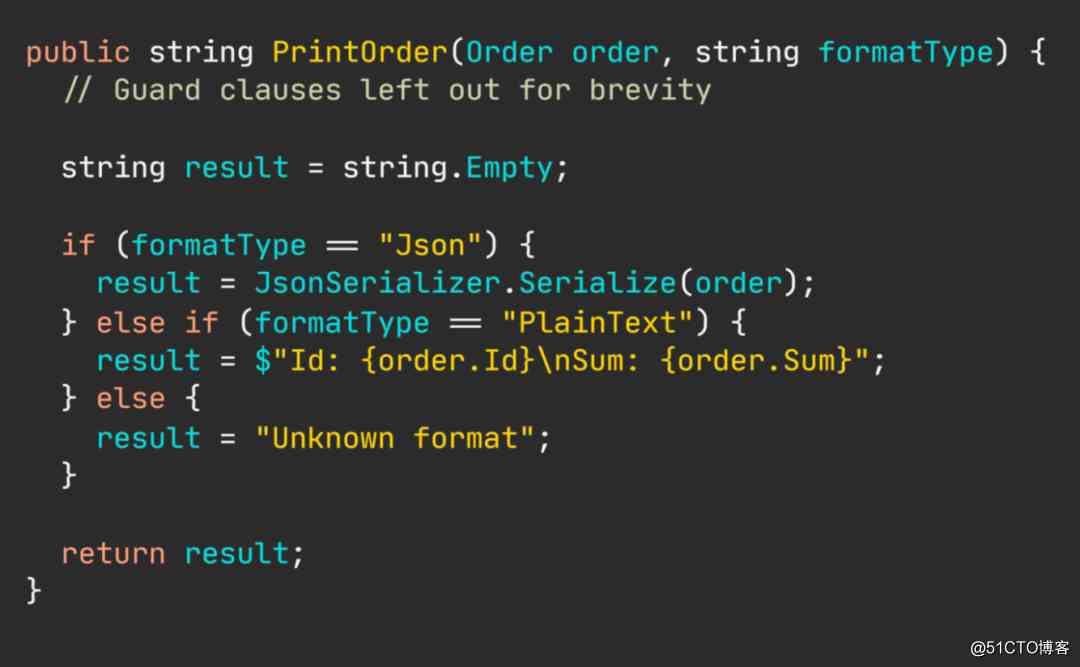 public string PrintOrder(Order order, string formatType) {
// Guard clauses left out for brevity
string result = string.Empty;
if (formatType == "Json") {
result = JsonSerializer.Serialize(order);
} else if (formatType == "PlainText") {
result = $"Id: {order.Id}\nSum: {order.Sum}";
} else {
result = "Unknown format";
}
return result;
}
@51CTO博客